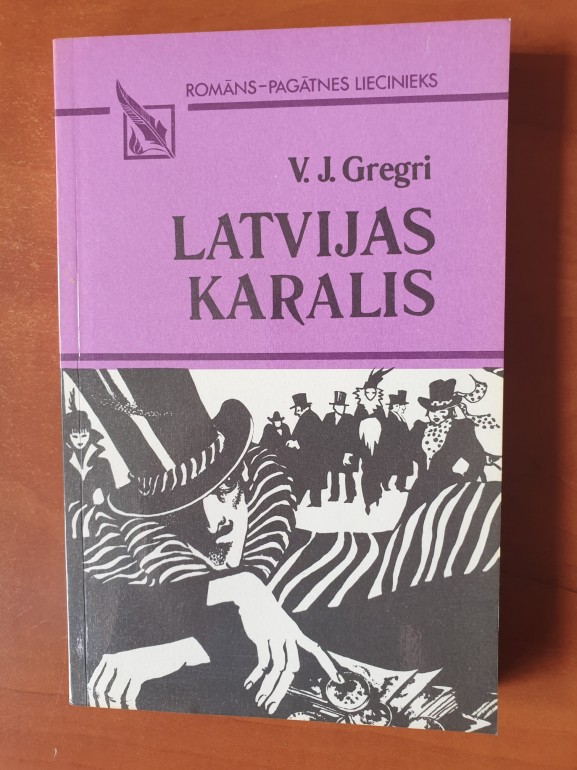 ROMĀNS-PAGĀTNES LIECINIEKS
V. J. Gregri
LATVIJAS
KARALIS